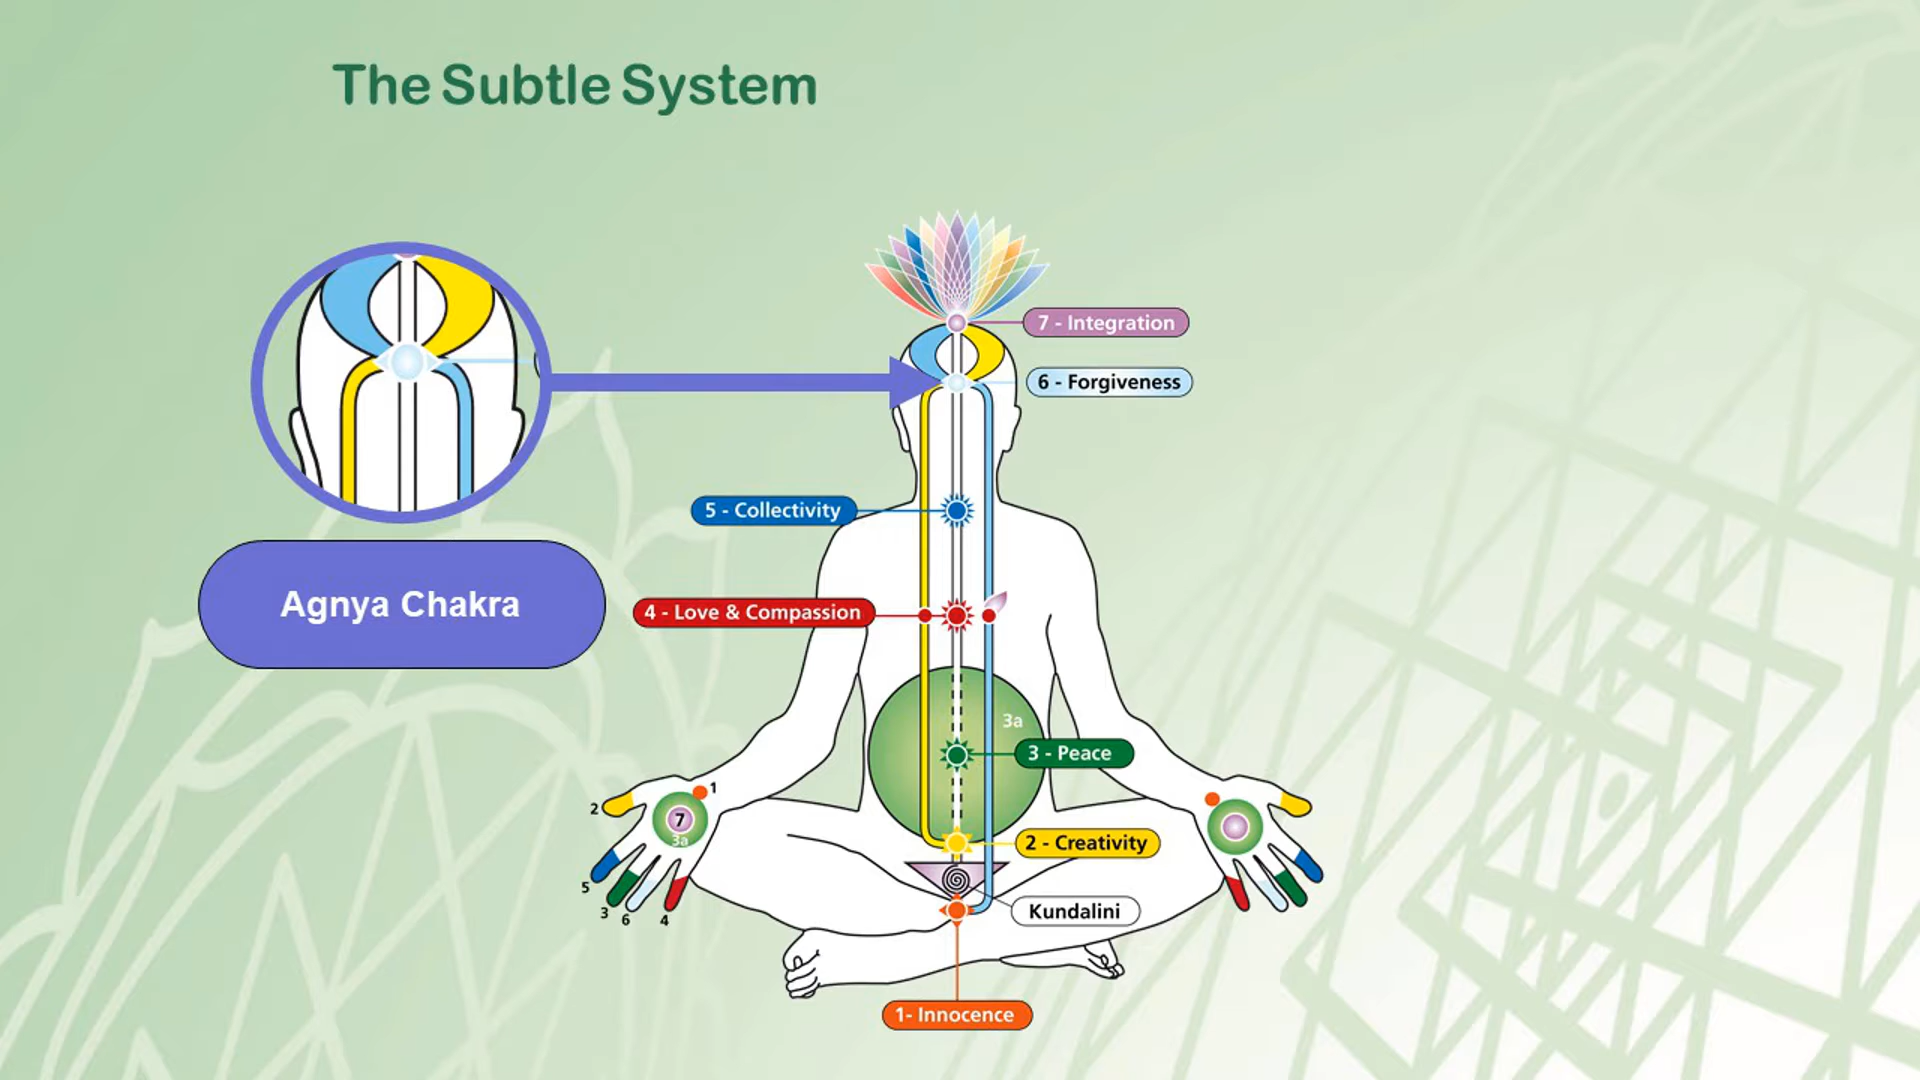 The Subtle System
7 - Integration
6 - Forgiveness
5 - Collectivity
Agnya Chakra
4 - Love & Compassion
3a
3 - Peace
1
2
7
3a
2 - Creativity
5
3
6
4
Kundalini
1- Innocence